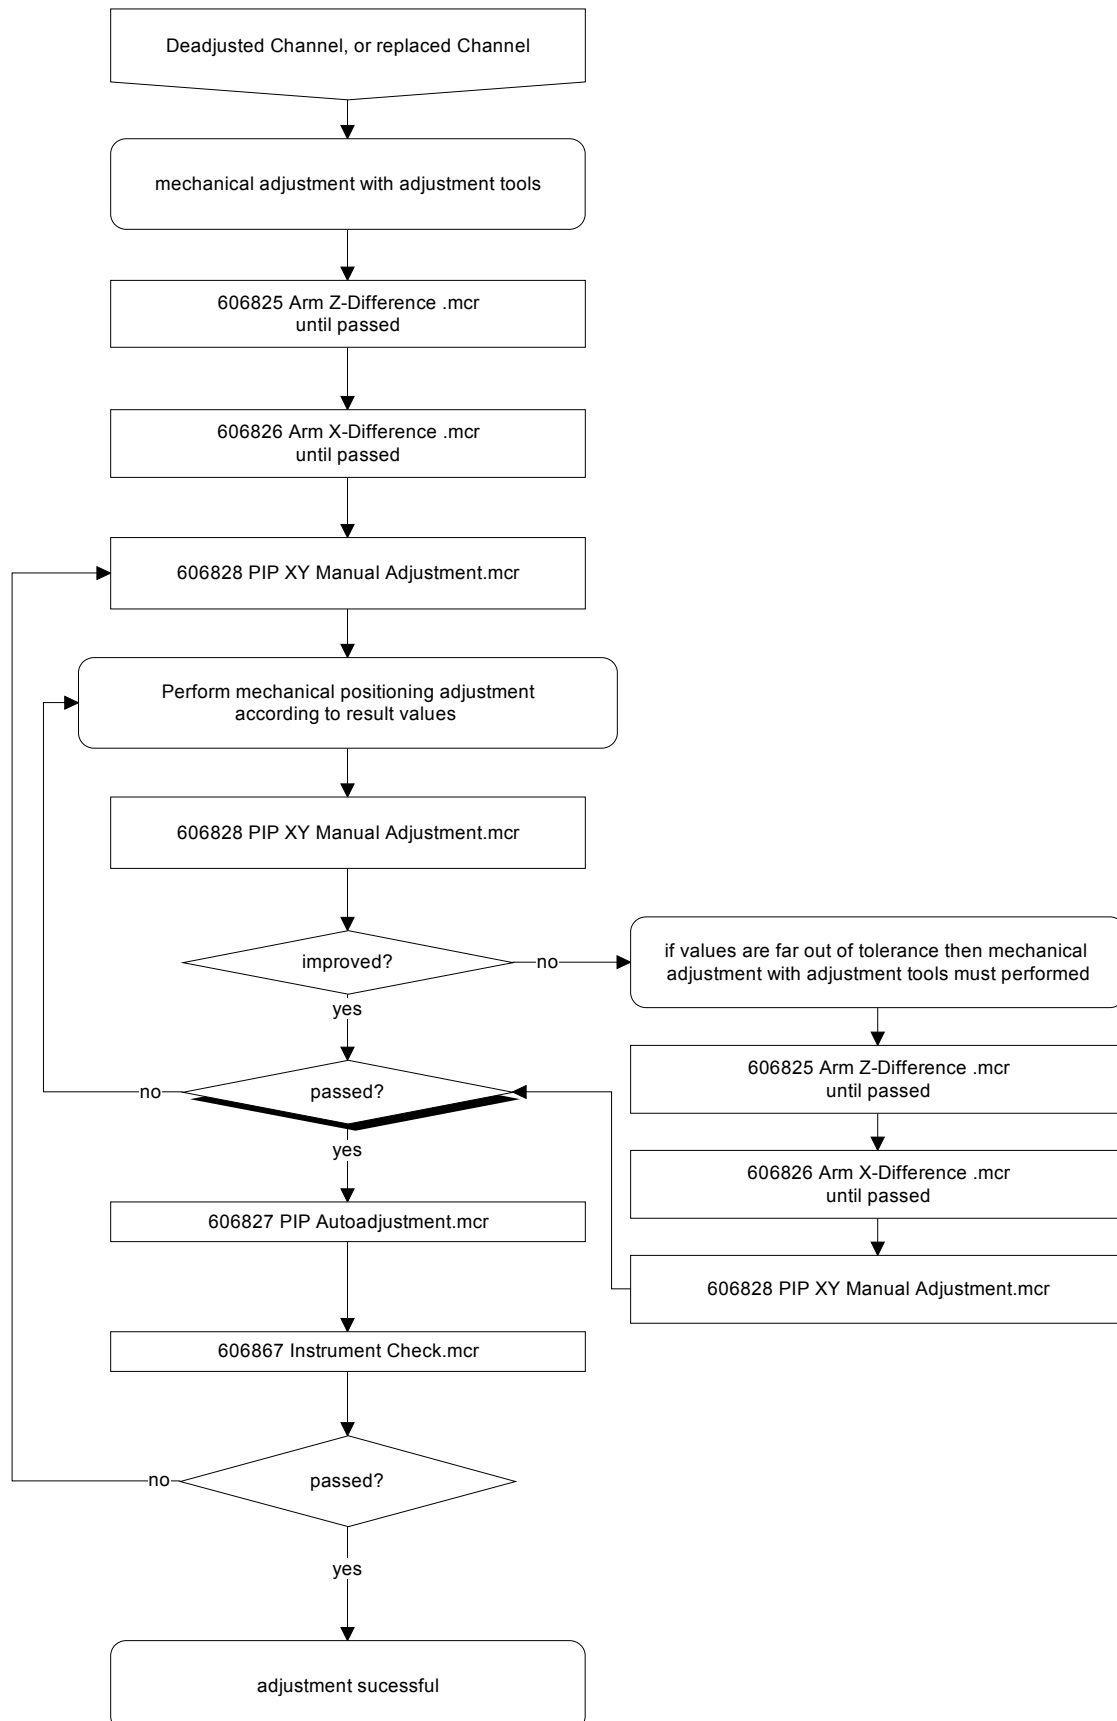 Deadjusted Channel, or replaced Channel
mechanical adjustment with adjustment tools
606825 Arm Z-Difference .mcr
until passed
606826 Arm X-Difference .mcr
until passed
606828 PIP XY Manual Adjustment.mcr
Perform mechanical positioning adjustment
according to result values
606828 PIP XY Manual Adjustment.mcr
improved?
no
if values are far out of tolerance then mechanical
adjustment with adjustment tools must performed
yes
606825 Arm Z-Difference .mcr
until passed
no
passed?
yes
606826 Arm X-Difference .mcr
until passed
606827 PIP Autoadjustment.mcr
606828 PIP XY Manual Adjustment.mcr
606867 Instrument Check.mcr
no
passed?
yes
adjustment sucessful